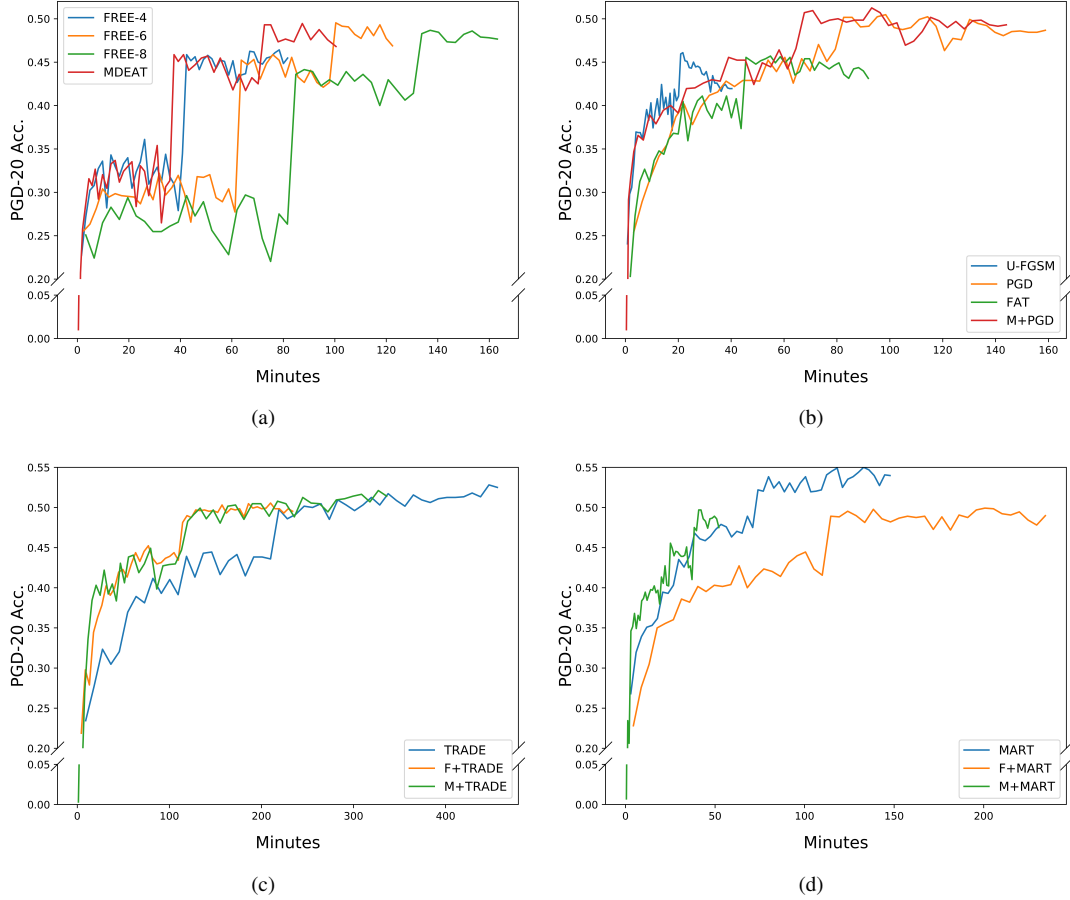 0.50
0.45
0.40
0.35
0.30
0.25
0.20
0.05
0.00
PGD-20 Acc.
FREE-4
FREE-6
FREE-8
MDEAT
0 20 40 60 80 100 120 140 160
Minutes
(a)
0.50
0.45
0.40
0.35
0.30
0.25
0.20
0.05
0.00
PGD-20 Acc.
U-FGSM
PGD
FAT
M+PGD
0 20 40 60 80 100 120 140 160
Minutes
(b)
0.55
0.50
0.45
0.40
0.35
0.30
0.25
0.20
0.05
0.00
PGD-20 Acc.
TRADE
F+TRADE
M+TRADE
0 100 200 300 400
Minutes
(c)
0.55
0.50
0.45
0.40
0.35
0.30
0.25
0.20
0.05
0.00
PGD-20 Acc.
MART
F+MART
M+MART
0 50 100 150 200
Minutes
(d)